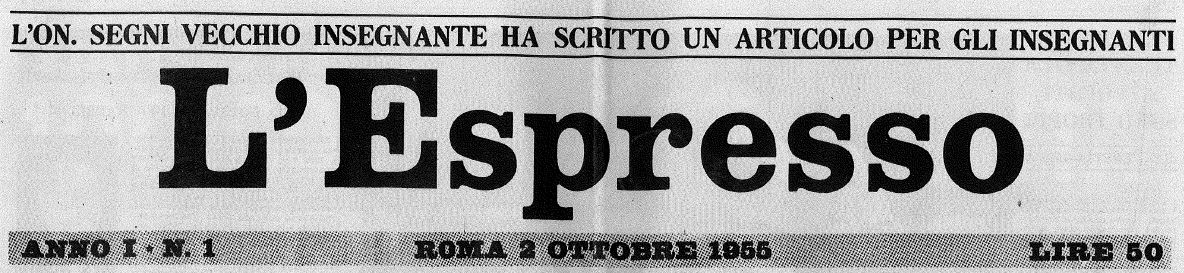 L'ON. SEGNI VECCHIO INSEGNANTE HA SCRITTO UN ARTICOLO PER GLI INSEGNANTI
L'Espresso
ANNO I · N. 1 ROMA 2 OTTOBRE 1955 LIRE 50